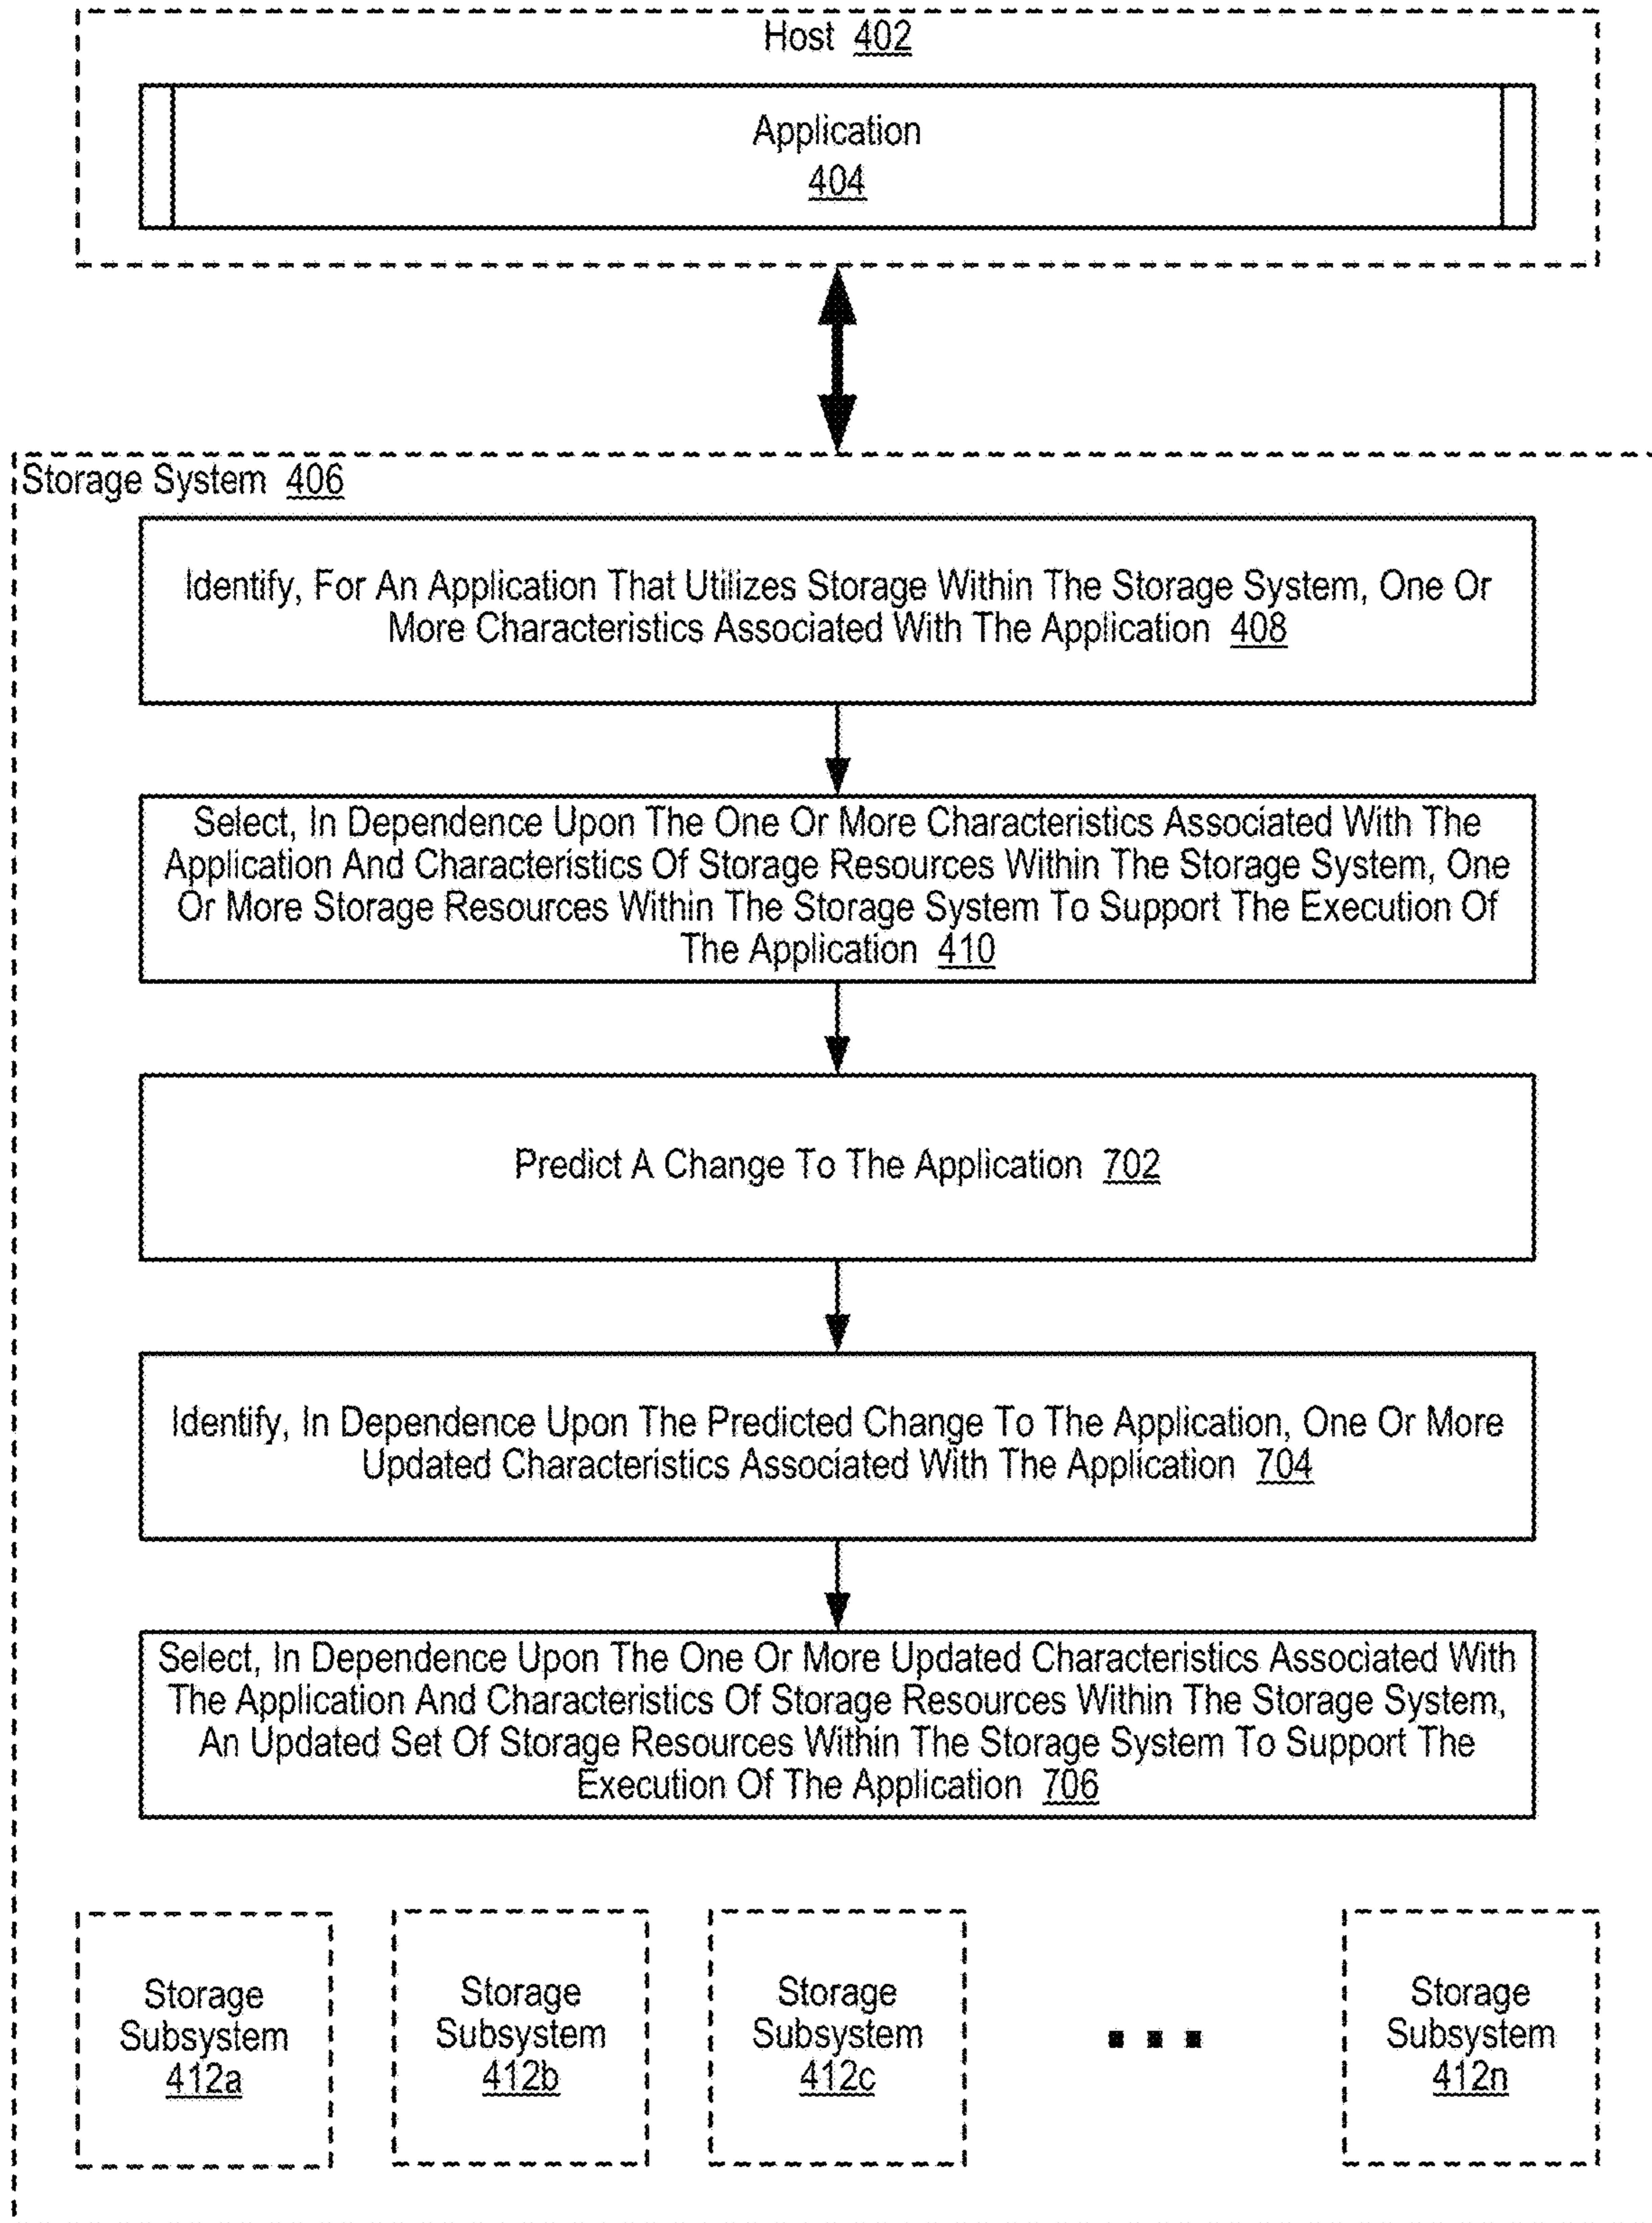 Host 402
Application
404
Storage System 406
Identify, For An Application That Utilizes Storage Within The Storage System, One Or
More Characteristics Associated With The Application 408
Select, In Dependence Upon The One Or More Characteristics Associated With The
Application And Characteristics Of Storage Resources Within The Storage System, One
Or More Storage Resources Within The Storage System To Support The Execution Of
The Application 410
Predict A Change To The Application 702
Identify, In Dependence Upon The Predicted Change To The Application, One Or More
Updated Characteristics Associated With The Application 704
Select, In Dependence Upon The One Or More Updated Characteristics Associated With
The Application And Characteristics Of Storage Resources Within The Storage System,
An Updated Set Of Storage Resources Within The Storage System To Support The
Execution Of The Application 706
Storage
Subsystem
412a
Storage
Subsystem
412b
Storage
Subsystem
412c
Storage
Subsystem
412n